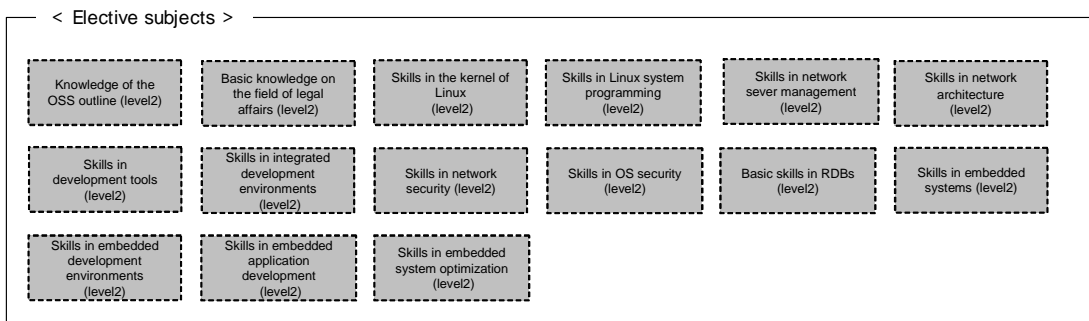 < Elective subjects >
Knowledge of the
OSS outline (level2)
Basic knowledge on
the field of legal
affairs (level2)
Skills in the kernel of
Linux
(level2)
Skills in Linux system
programming
(level2)
Skills in network
sever management
(level2)
Skills in network
architecture
(level2)
Skills in
development tools
(level2)
Skills in integrated
development
environments
(level2)
Skills in network
security (level2)
Skills in OS security
(level2)
Basic skills in RDBs
(level2)
Skills in embedded
systems (level2)
Skills in embedded
development
environments
(level2)
Skills in embedded
application
development
(level2)
Skills in embedded
system optimization
(level2)